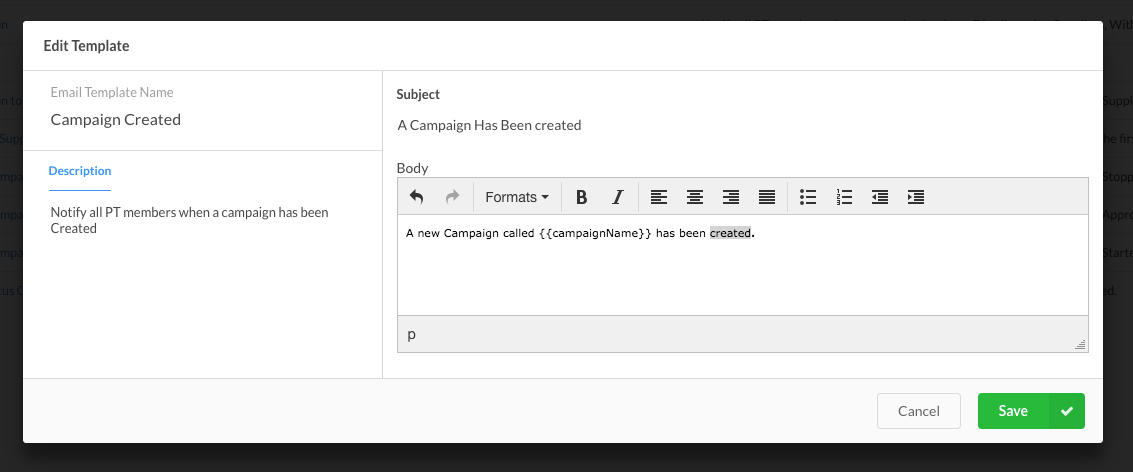 Edit Template
Email Template Name
Campaign Created
Description
Notify all PT members when a campaign has been
Created
Subject
A Campaign Has Been created
Body
Formats
B I
A new Campaign called {{campaignName}} has been created.
p
Cancel
Save